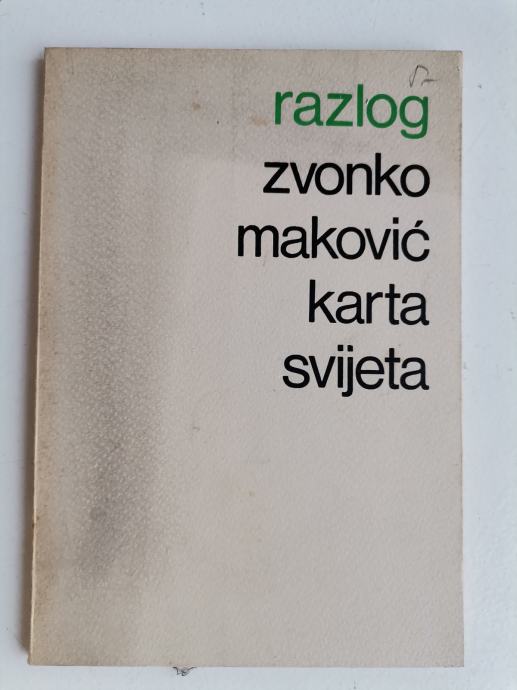 razlog
zvonko
maković
karta
svijeta